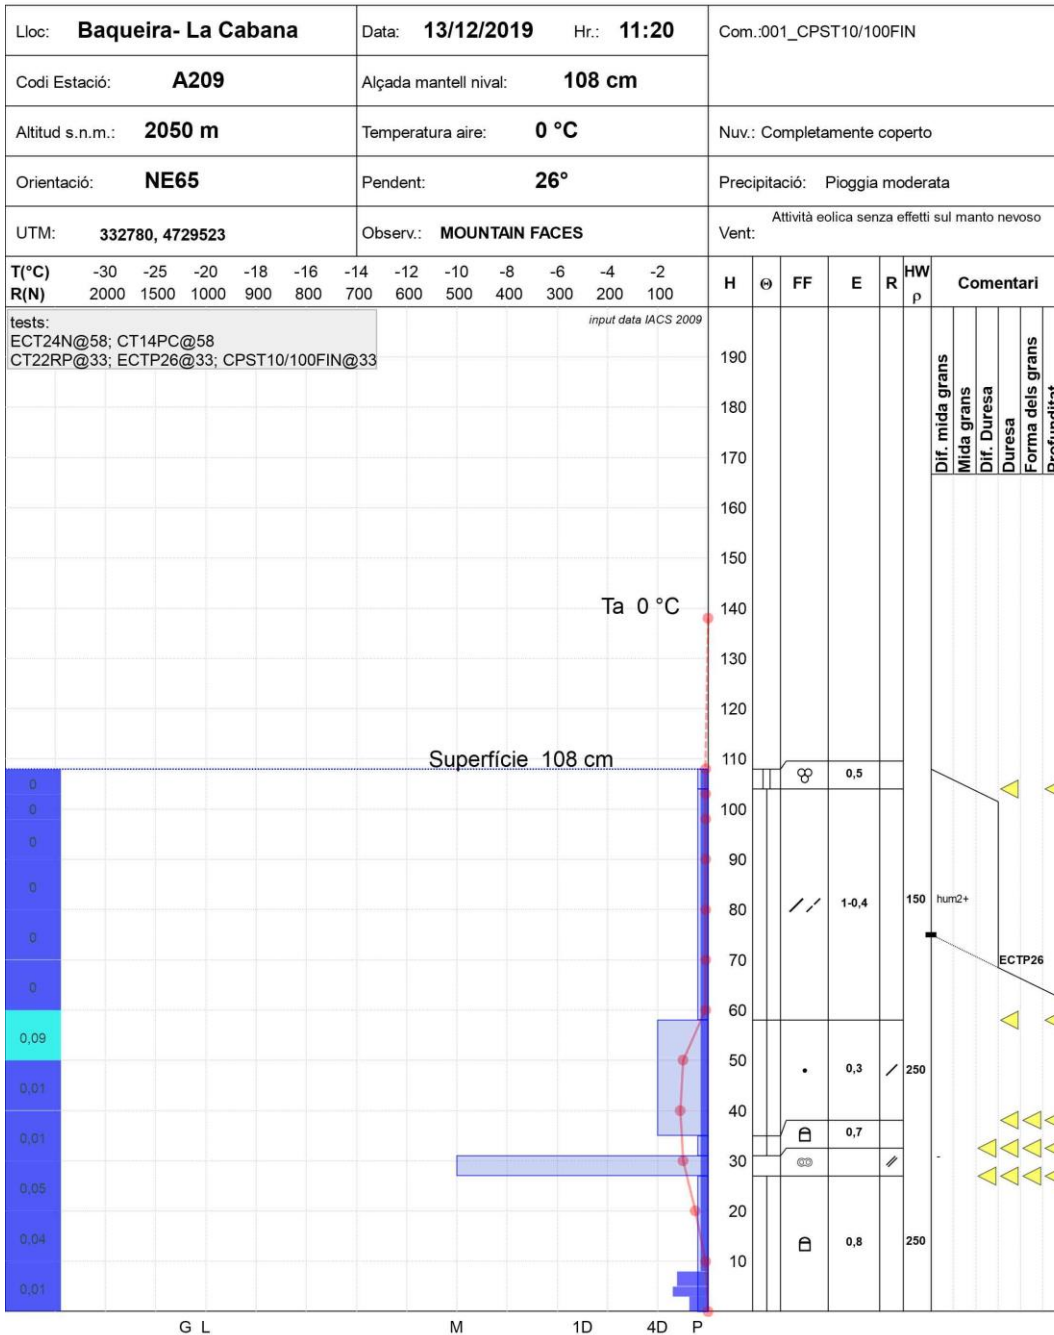 Lloc: Baqueira- La Cabana Data: 13/12/2019 Hr.: 11:20 Com.:001_CPST10/100FIN
Codi Estació: A209 Alçada mantell nival: 108 cm
Altitud s.n.m.: 2050 m Temperatura aire: 0 °C Nuv.: Completamente coperto
Orientació: NE65 Pendent: 26° Precipitació: Pioggia moderata
UTM: 332780, 4729523 Observ.: MOUNTAIN FACES Vent: Attività eolica senza effetti sul manto nevoso
T(°C) -30 -25 -20 -18 -16 -14 -12 -10 -8 -6 -4 -2
R(N) 2000 1500 1000 900 800 700 600 500 400 300 200 100
H Θ FF E R HW ρ Comentari
tests:
ECT24N@58; CT14PC@58
CT22RP@33; ECTP26@33; CPST10/100FIN@33
input data IACS 2009
Dif. mida grans
Mida grans
Dif. Duresa
Duresa
Forma dels grans
Profunditat
190
180
170
160
150
Ta 0 °C 140
130
120
Superfície 108 cm 110
0 0,5
0 100
0 90
0 80 1-0,4 150 hum2+
0 70 ECTP26
0 60
0,09 50 0,3 250
0,01 40
0,01 0,7
30 -
0,05 20
0,04 0,8 250
10
0,01
G L M 1D 4D P